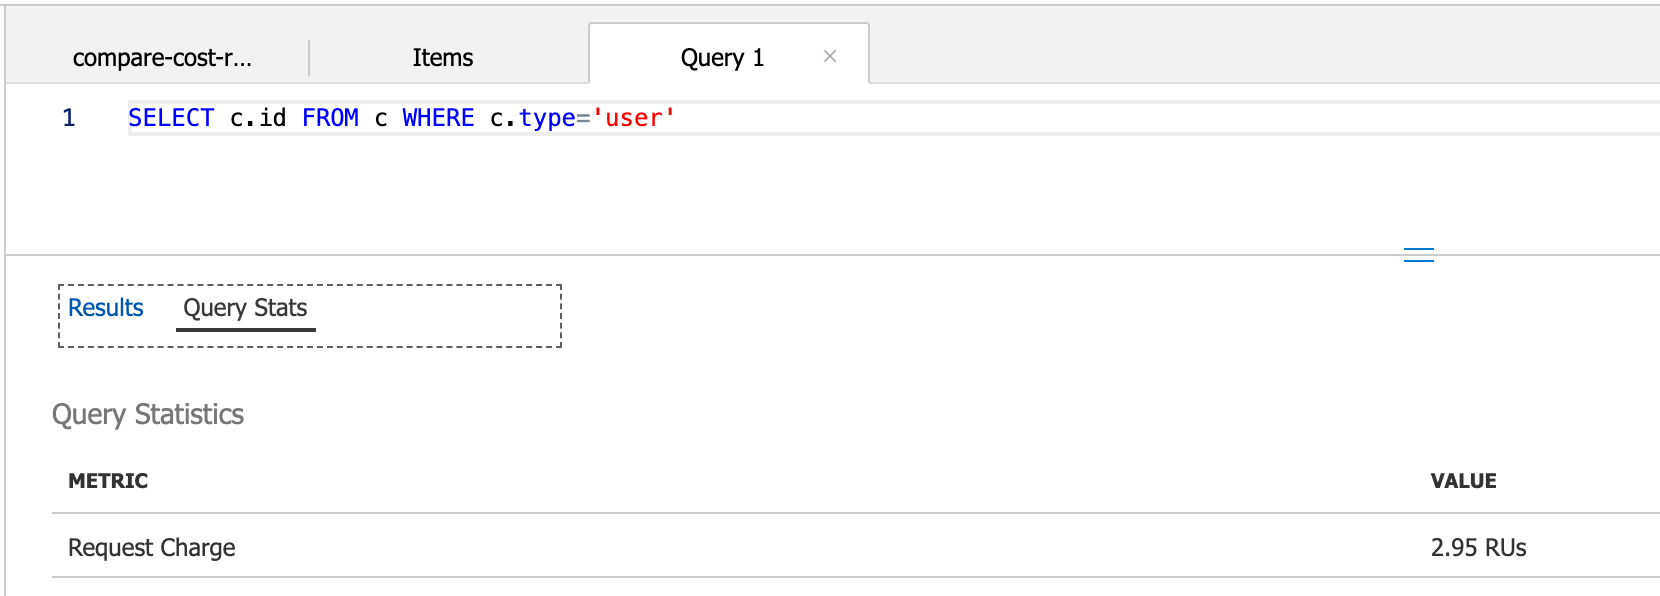 compare-cost-r... Items Query 1 ×
1 SELECT c.id FROM c WHERE c.type='user'
Results Query Stats
Query Statistics
METRIC VALUE
Request Charge 2.95 RUs